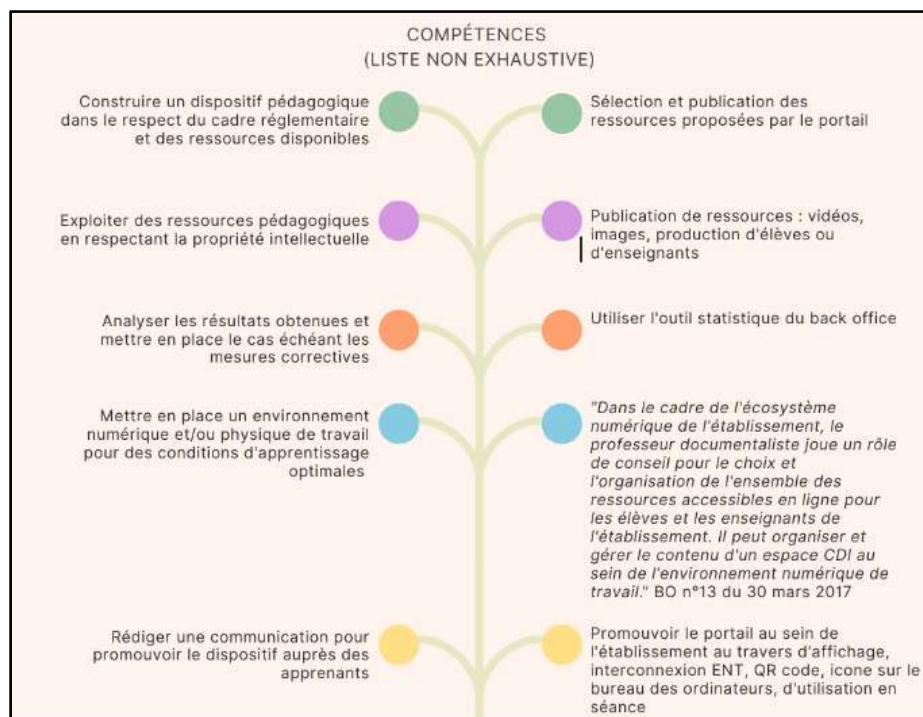 COMPÉTENCES
(LISTE NON EXHAUSTIVE)
Construire un dispositif pédagogique
dans le respect du cadre réglementaire
et des ressources disponibles
Sélection et publication des
ressources proposées par le portail
Exploiter des ressources pédagogiques
en respectant la propriété intellectuelle
Publication de ressources : vidéos,
images, production d'élèves ou
d'enseignants
Analyser les résultats obtenues et
mettre en place le cas échéant les
mesures correctives
Utiliser l'outil statistique du back office
Mettre en place un environnement
numérique et/ou physique de travail
pour des conditions d'apprentissage
optimales
"Dans le cadre de l'écosystème
numérique de l'établissement, le
professeur documentaliste joue un rôle
de conseil pour le choix et
l'organisation de l'ensemble des
ressources accessibles en ligne pour
les élèves et les enseignants de
l'établissement. Il peut organiser et
gérer le contenu d'un espace CDI au
sein de l'environnement numérique de
travail." BO n°13 du 30 mars 2017
Rédiger une communication pour
promouvoir le dispositif auprès des
apprenants
Promouvoir le portail au sein de
l'établissement au travers d'affichage,
interconnexion ENT, QR code, icone sur le
bureau des ordinateurs, d'utilisation en
séance